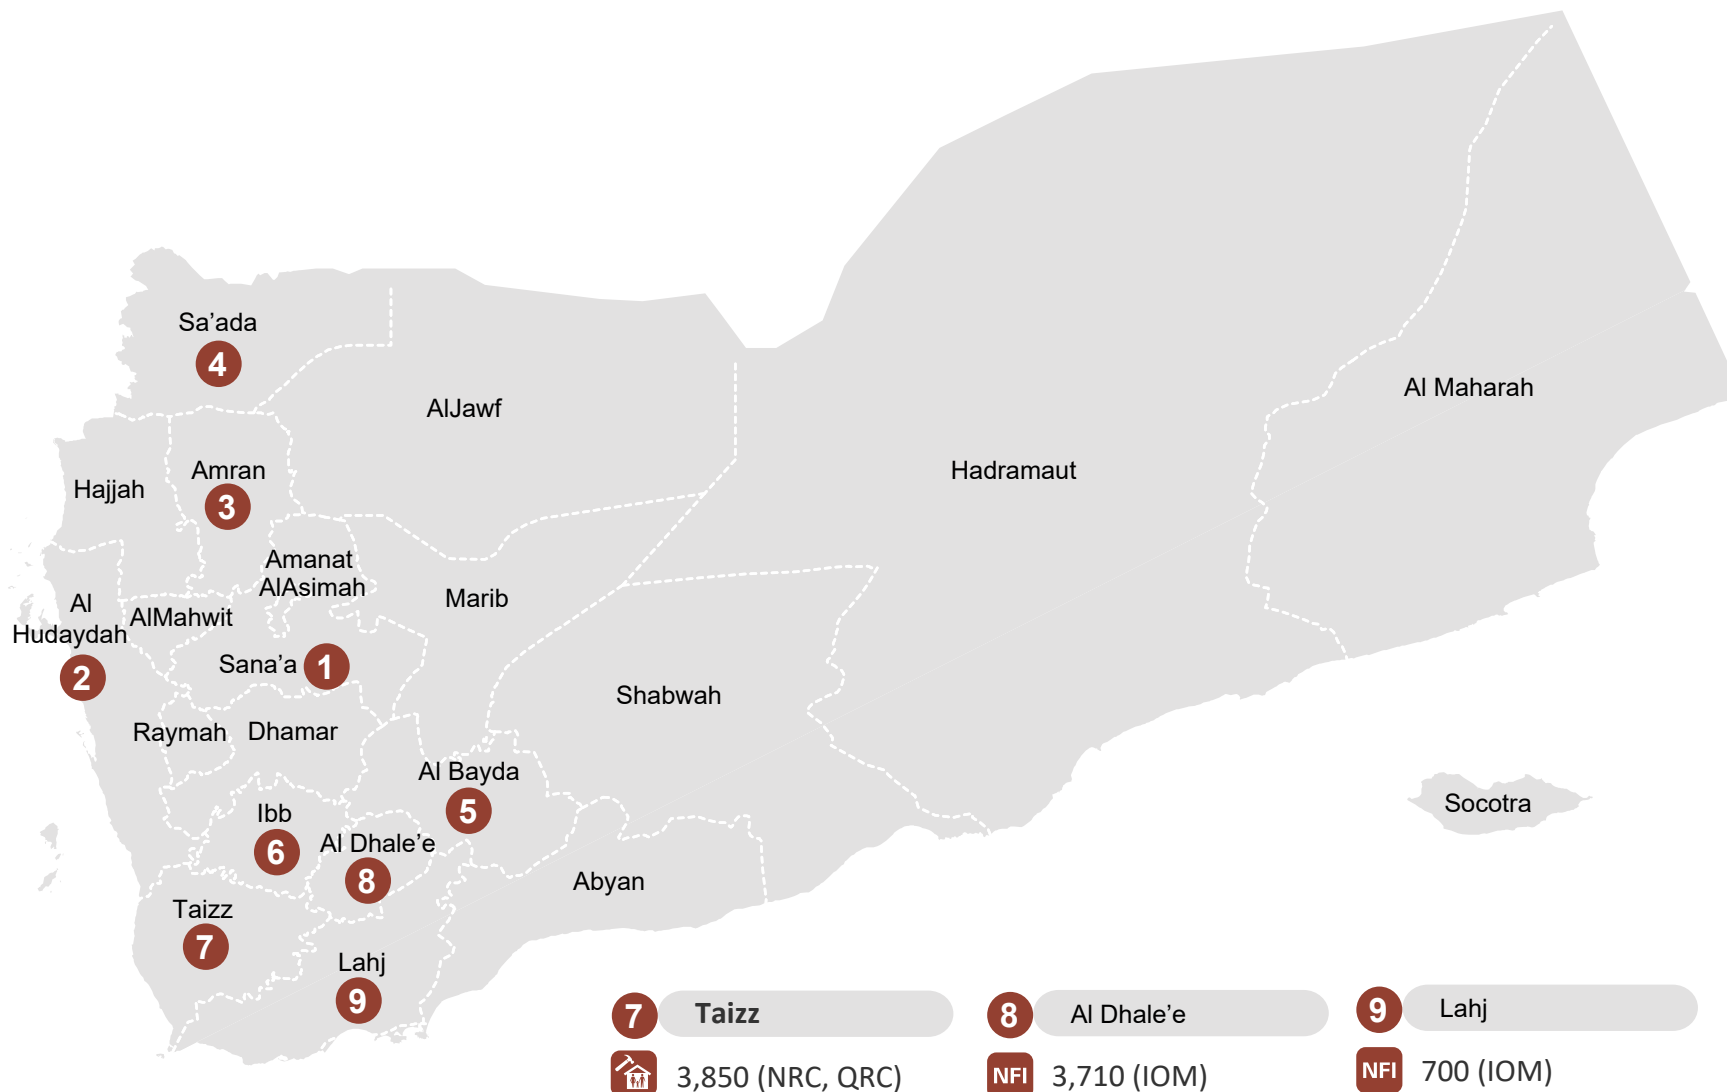 Sa’ada
4
AlJawf
Al Maharah
Hadramaut
Amran
3
Hajjah
Amanat
AlAsimah
Marib
Al
Hudaydah
2
AlMahwit
Sana’a 1
Shabwah
Raymah
Dhamar
Al Bayda
5
Socotra
Ibb
6
Al Dhale’e
8
Abyan
Taizz
7
Lahj
9
7 Taizz
3,850 (NRC, QRC)
8 Al Dhale’e
NFI 3,710 (IOM)
9 Lahj
NFI 700 (IOM)